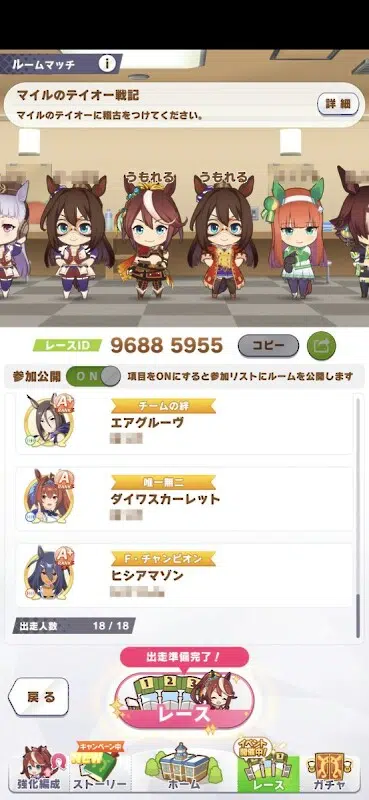 ルームマッチ
i
マイルのテイオー戦記
マイルのテイオーに稽古をつけてください。
詳細
うもれる
うもれる
レースID
9688 5955
コピー
参加公開
ON
項目をONにすると参加リストにルームを公開します
A+
RANK
チームの絆
エアグルーヴ
A+
RANK
唯一無二
ダイワスカーレット
A+
RANK
F・チャンピオン
ヒシアマゾン
出走人数
18 / 18
出走準備完了!
1 2 3
レース
戻る
キャンペーン中
イベント
開催中
強化編成
ストーリー
ホーム
レース
ガチャ